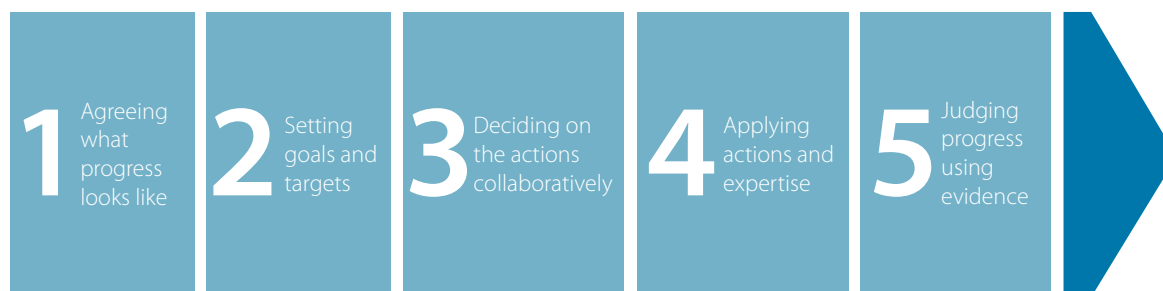 1
Agreeing
what
progress
looks like
2
Setting
goals and
targets
3
Deciding on
the actions
collaboratively
4
Applying
actions and
expertise
5
Judging
progress
using
evidence